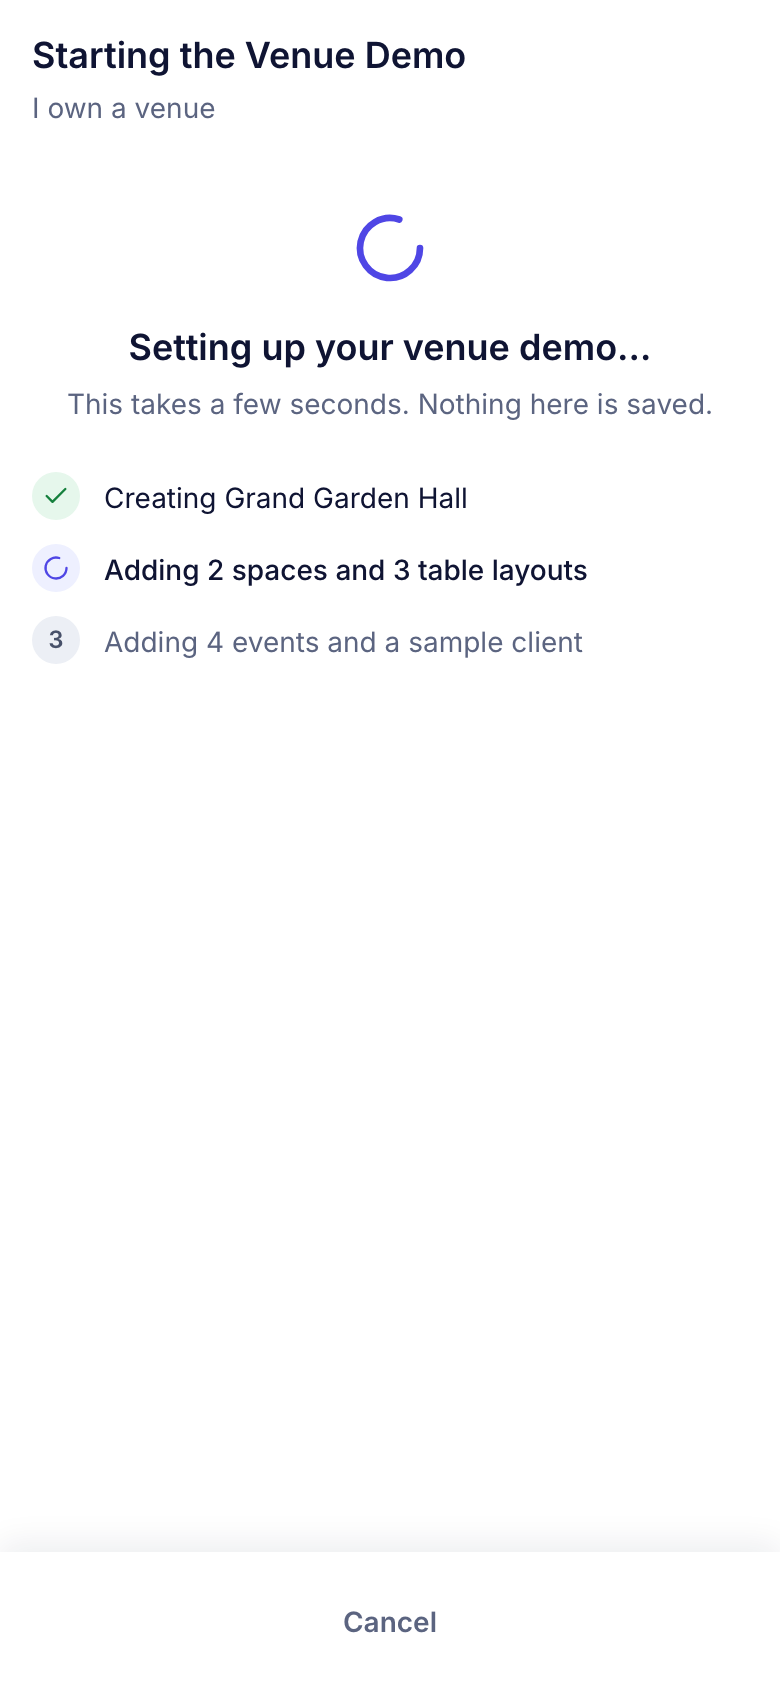 Starting the Venue Demo
I own a venue
Setting up your venue demo...
This takes a few seconds. Nothing here is saved.
Creating Grand Garden Hall
Adding 2 spaces and 3 table layouts
3 Adding 4 events and a sample client
Cancel